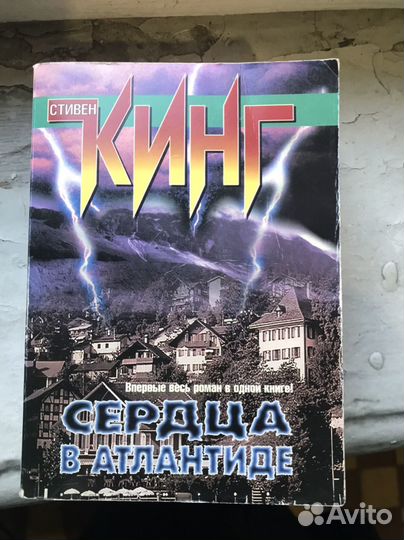 СТИВЕН
КИНГ
Впервые весь роман в одной книге!
СЕРДЦА
В АТЛАНТИДЕ
Avito